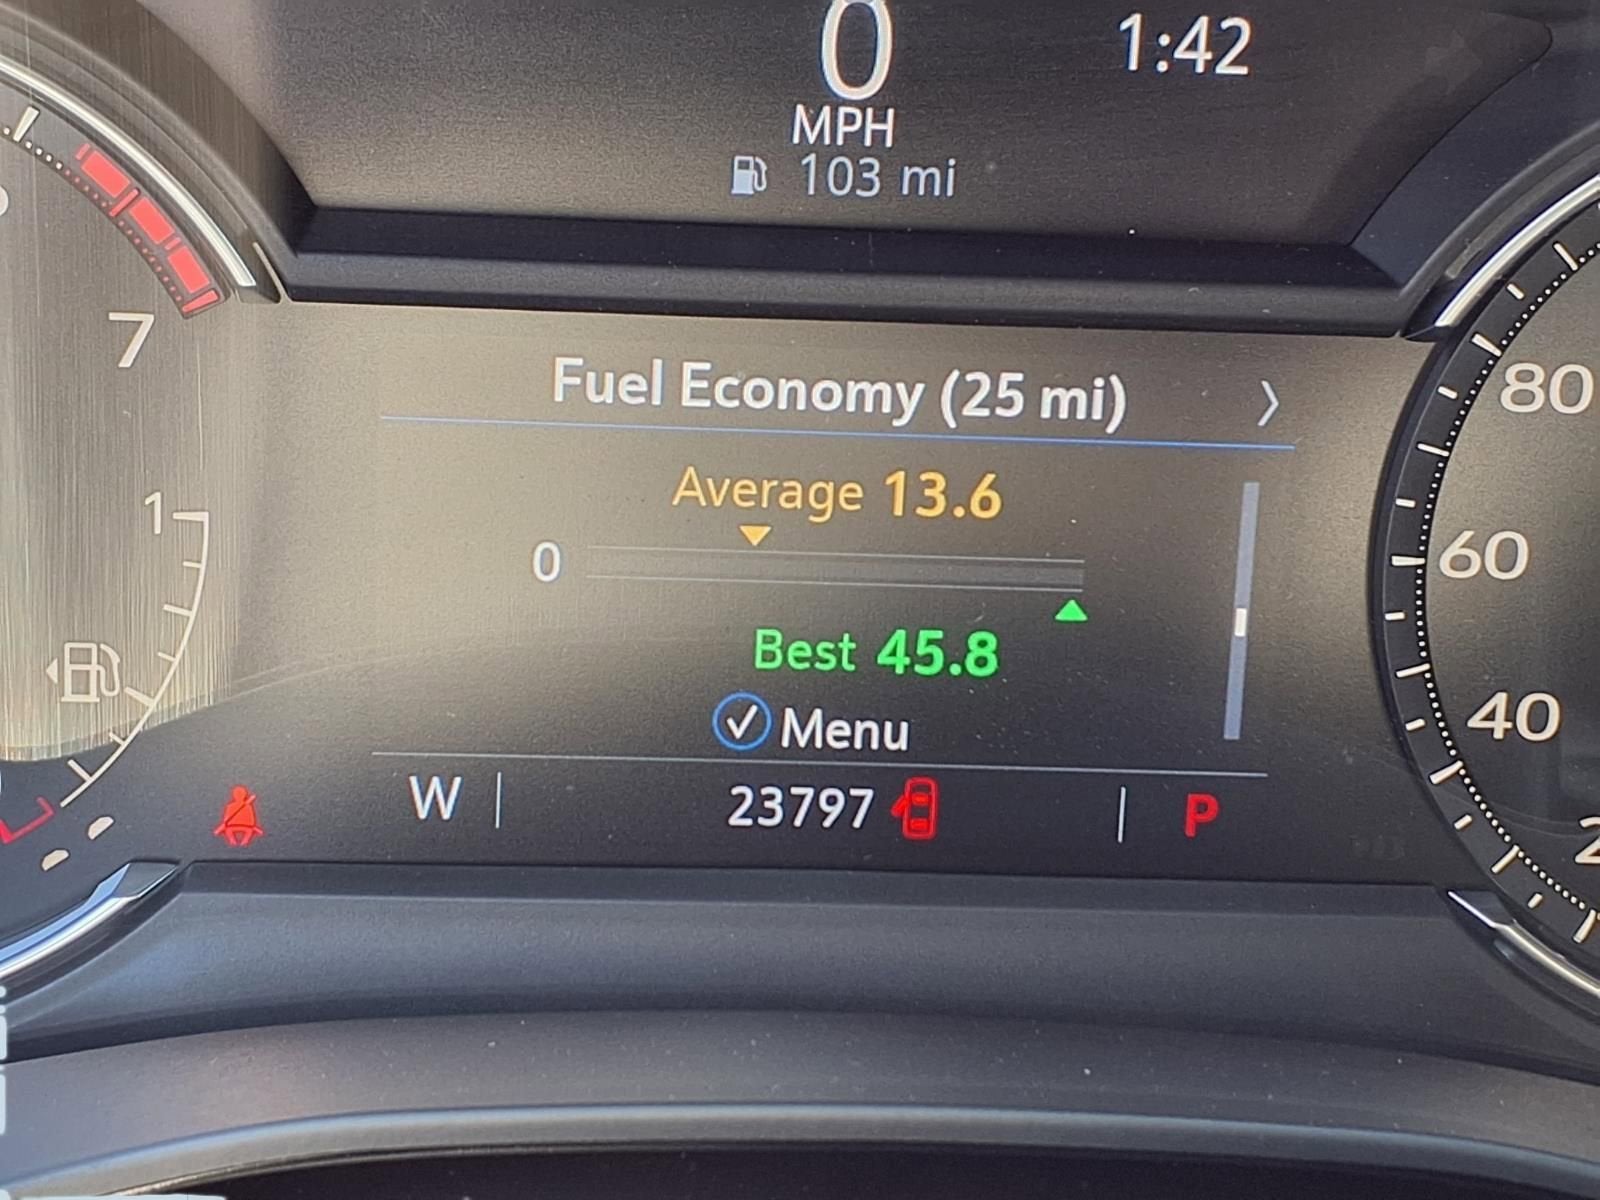 0
1:42
MPH
103 mi
7
Fuel Economy (25 mi)
80
Average 13.6
1
0
60
Best 45.8
Menu
40
W
23797
P
2